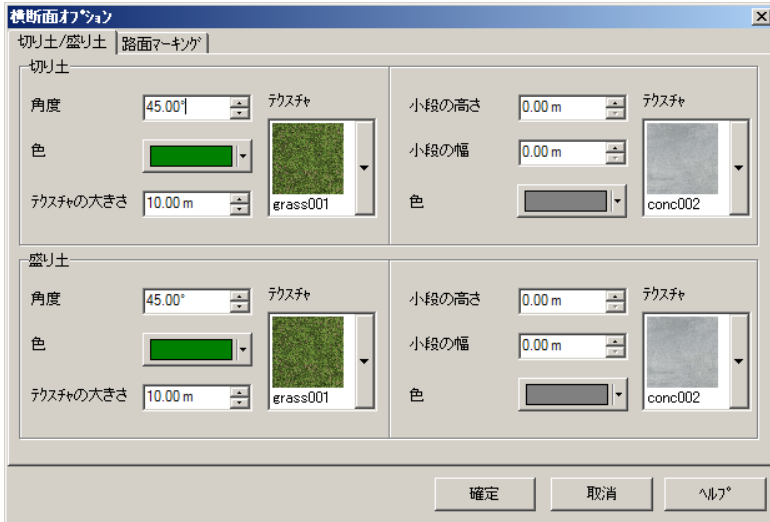 横断面ｵﾌﾟｼｮﾝ
切り土/盛り土 路面ﾏｰｷﾝｸﾞ
切り土
角度 45.00° ﾃｸｽﾁｬ
色
ﾃｸｽﾁｬの大きさ 10.00 m grass001
小段の高さ 0.00 m ﾃｸｽﾁｬ
小段の幅 0.00 m
色 conc002
盛り土
角度 45.00° ﾃｸｽﾁｬ
色
ﾃｸｽﾁｬの大きさ 10.00 m grass001
小段の高さ 0.00 m ﾃｸｽﾁｬ
小段の幅 0.00 m
色 conc002
確定 取消 ﾍﾙﾌﾟ